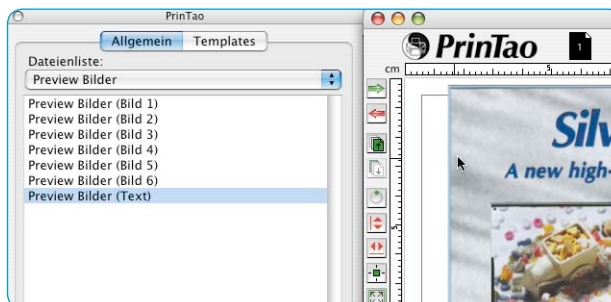 PrinTao
Allgemein Templates
Dateienliste:
Preview Bilder
Preview Bilder (Bild 1)
Preview Bilder (Bild 2)
Preview Bilder (Bild 3)
Preview Bilder (Bild 4)
Preview Bilder (Bild 5)
Preview Bilder (Bild 6)
Preview Bilder (Text)
PrinTao
1
cm
5
5
Silv
A new high-